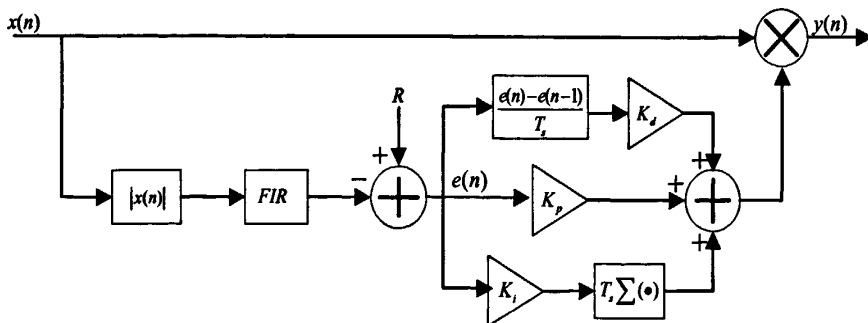 x(n)
y(n)
e(n)−e(n−1)
T_s
K_d
R
+
+
|x(n)|
FIR
−
e(n)
K_p
+
+
K_i
T_s ∑(•)